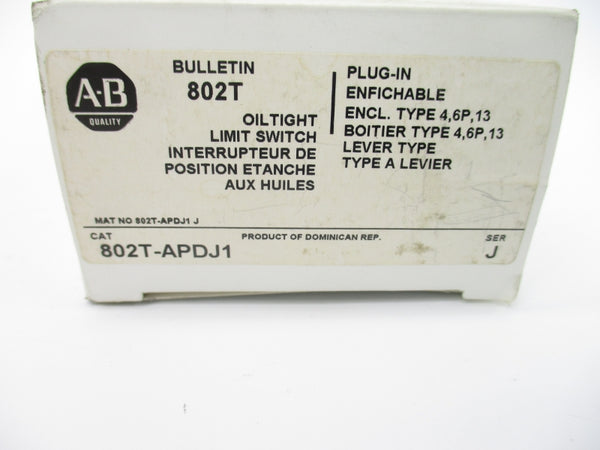 A-B
QUALITY
BULLETIN
802T
OILTIGHT
LIMIT SWITCH
INTERRUPTEUR DE
POSITION ETANCHE
AUX HUILES
PLUG-IN
ENFICHABLE
ENCL. TYPE 4,6P,13
BOITIER TYPE 4,6P,13
LEVER TYPE
TYPE A LEVIER
MAT NO 802T-APDJ1 J
CAT
802T-APDJ1
PRODUCT OF DOMINICAN REP.
SER
J